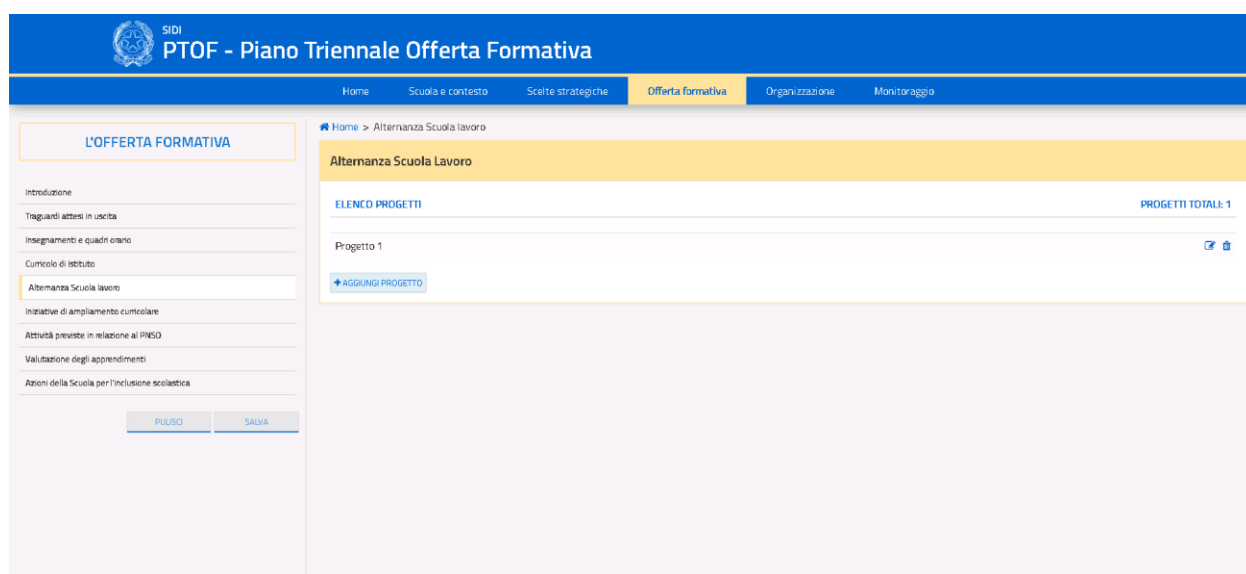 SIDI
PTOF - Piano Triennale Offerta Formativa
Home Scuola e contesto Scelte strategiche Offerta formativa Organizzazione Monitoraggio
L'OFFERTA FORMATIVA
Introduzione
Traguardi attesi in uscita
Insegnamenti e quadri orario
Curricolo di istituto
Alternanza Scuola lavoro
Iniziative di ampliamento curricolare
Attività previste in relazione al PNSD
Valutazione degli apprendimenti
Azioni della Scuola per l'inclusione scolastica
PULISCI SALVA
Home > Alternanza Scuola lavoro
Alternanza Scuola Lavoro
ELENCO PROGETTI PROGETTI TOTALI: 1
Progetto 1
+ AGGIUNGI PROGETTO